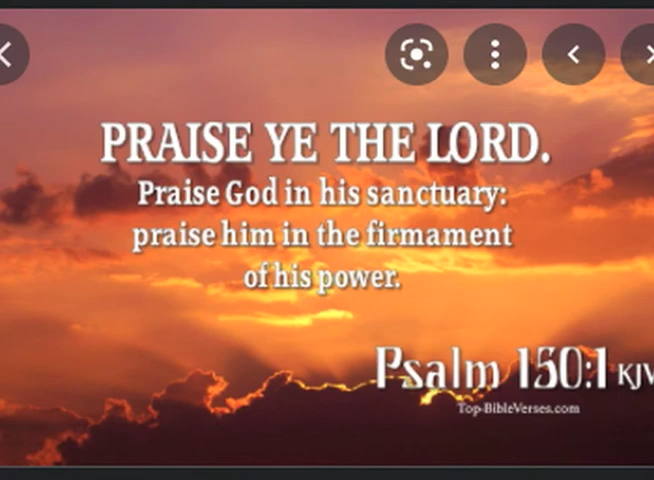 PRAISE YE THE LORD.
Praise God in his sanctuary:
praise him in the firmament
of his power.
Psalm 150:1 KJV
Top-BibleVerses.com